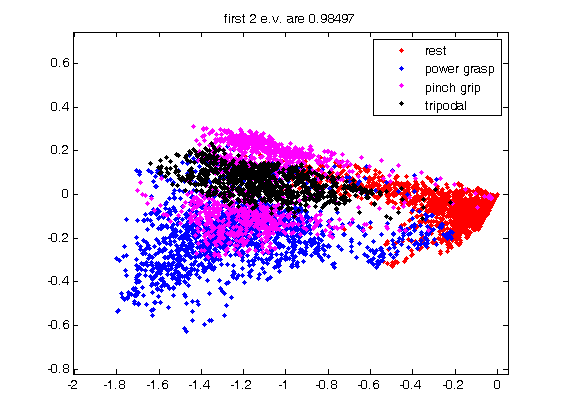 first 2 e.v. are 0.98497
rest
power grasp
pinch grip
tripodal
0.6
0.4
0.2
0
-0.2
-0.4
-0.6
-0.8
-2 -1.8 -1.6 -1.4 -1.2 -1 -0.8 -0.6 -0.4 -0.2 0